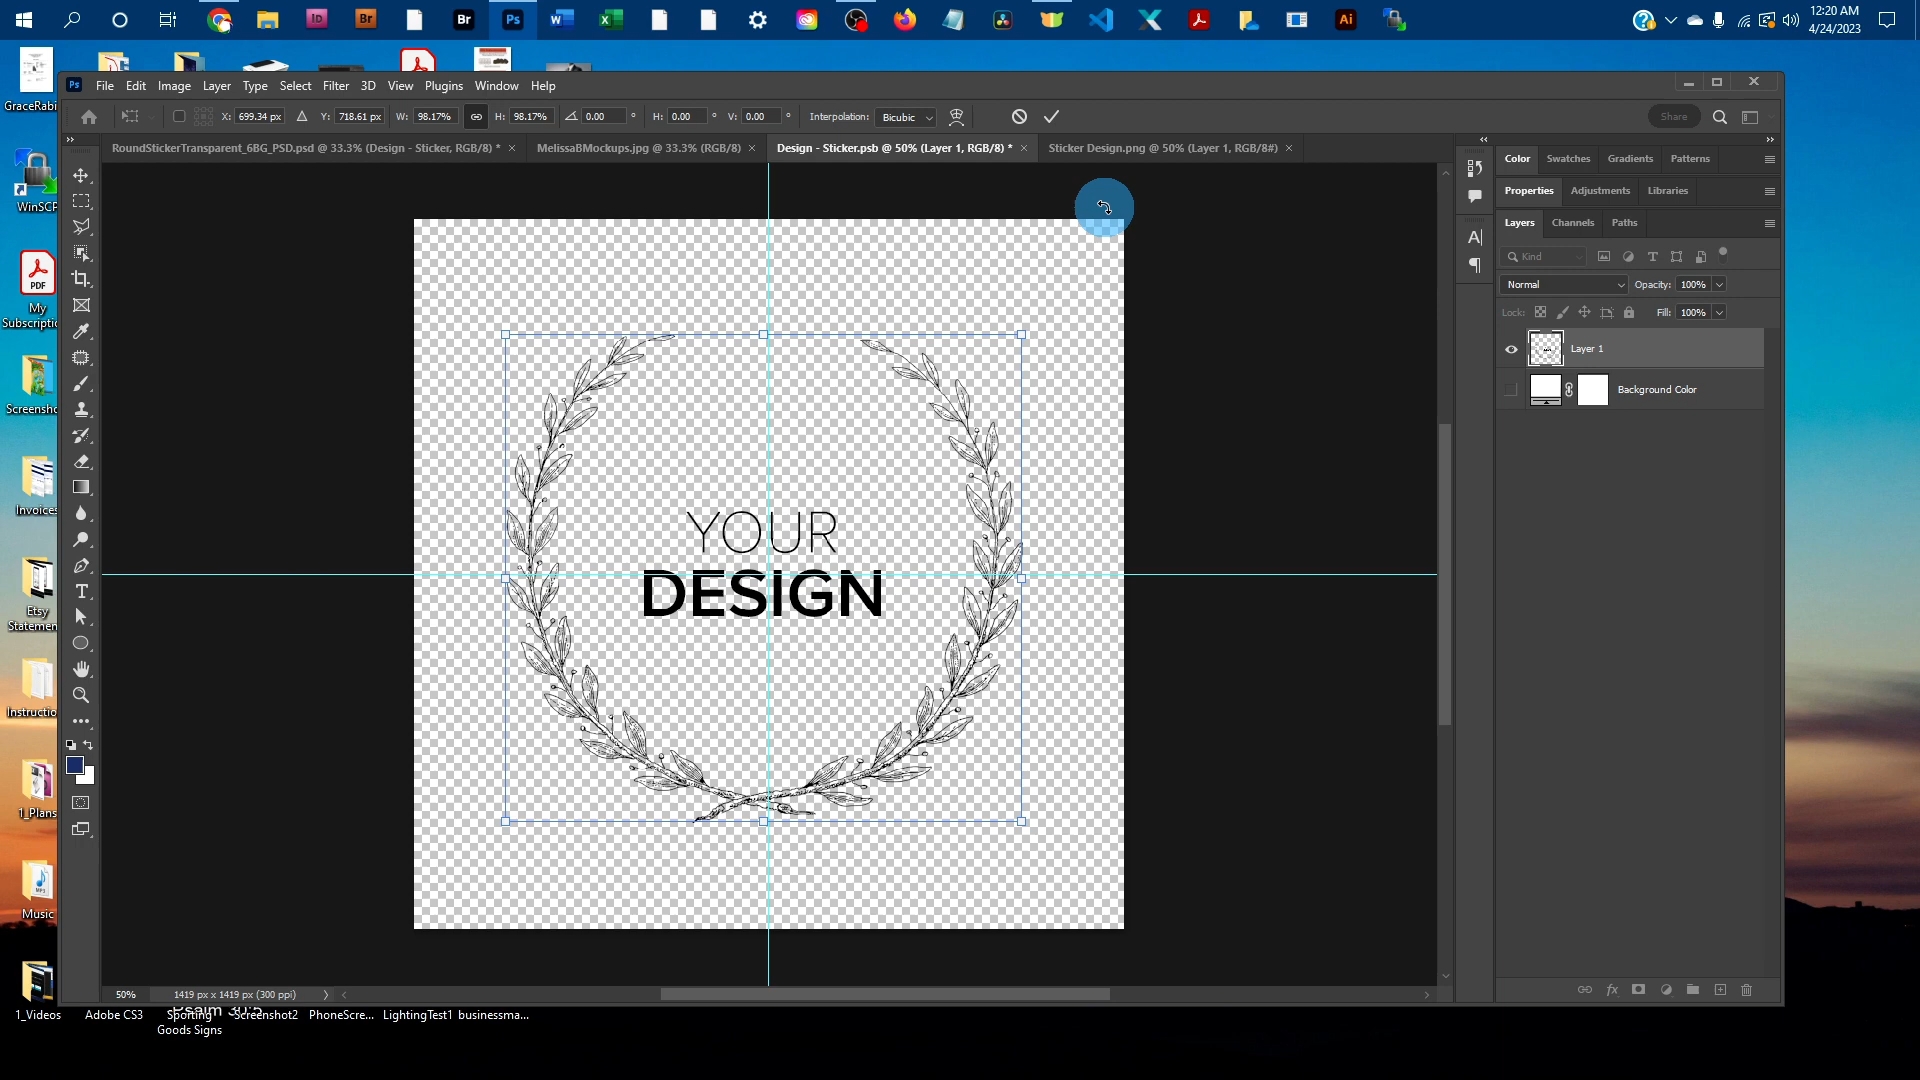 12:20 AM
4/24/2023
File Edit Image Layer Type Select Filter 3D View Plugins Window Help
X: 699.34 px Y: 718.61 px W: 98.17% H: 98.17% 0.00 ° H: 0.00 ° V: 0.00 ° Interpolation: Bicubic Share
RoundStickerTransparent_6BG_PSD.psd @ 33.3% (Design - Sticker, RGB/8) * MelissaBMockups.jpg @ 33.3% (RGB/8) Design - Sticker.psb @ 50% (Layer 1, RGB/8) * Sticker Design.png @ 50% (Layer 1, RGB/8#)
Color Swatches Gradients Patterns
Properties Adjustments Libraries
Layers Channels Paths
Kind
Normal Opacity: 100%
Lock: Fill: 100%
Layer 1
Background Color
YOUR
DESIGN
50% 1419 px x 1419 px (300 ppi)
GraceRabi
WinSCP
PDF
My
Subscriptio
Screensho
Invoices
Etsy
Statemen
Instructio
1_Plans
MP3
Music
1_Videos Adobe CS3 Sporting Screenshot2 PhoneScre... LightingTest1 businessma...
Goods Signs
Psalm 30:5